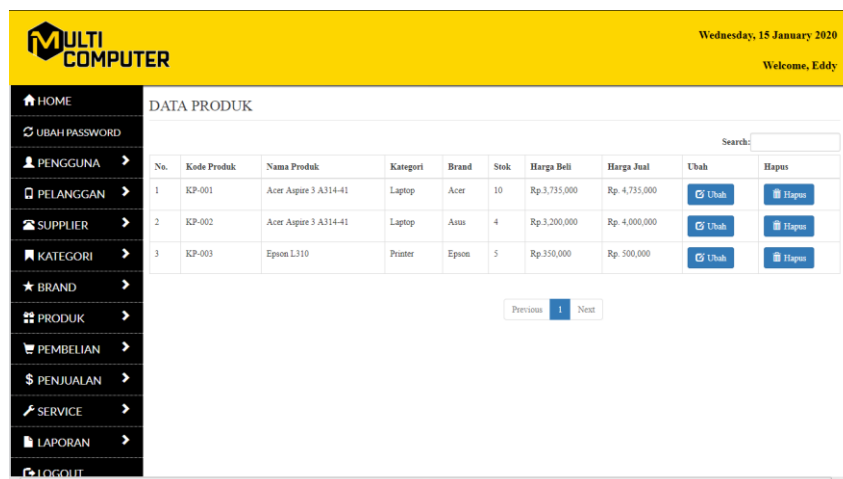 MULTI
COMPUTER
Wednesday, 15 January 2020
Welcome, Eddy
HOME
UBAH PASSWORD
PENGGUNA
PELANGGAN
SUPPLIER
KATEGORI
BRAND
PRODUK
PEMBELIAN
$ PENJUALAN
SERVICE
LAPORAN
LOGOUT
DATA PRODUK
Search:
No. Kode Produk Nama Produk Kategori Brand Stok Harga Beli Harga Jual Ubah Hapus
1 KP-001 Acer Aspire 3 A314-41 Laptop Acer 10 Rp.3,735,000 Rp. 4,735,000 Ubah Hapus
2 KP-002 Acer Aspire 3 A314-41 Laptop Asus 4 Rp.3,200,000 Rp. 4,000,000 Ubah Hapus
3 KP-003 Epson L310 Printer Epson 5 Rp.350,000 Rp. 500,000 Ubah Hapus
Previous 1 Next